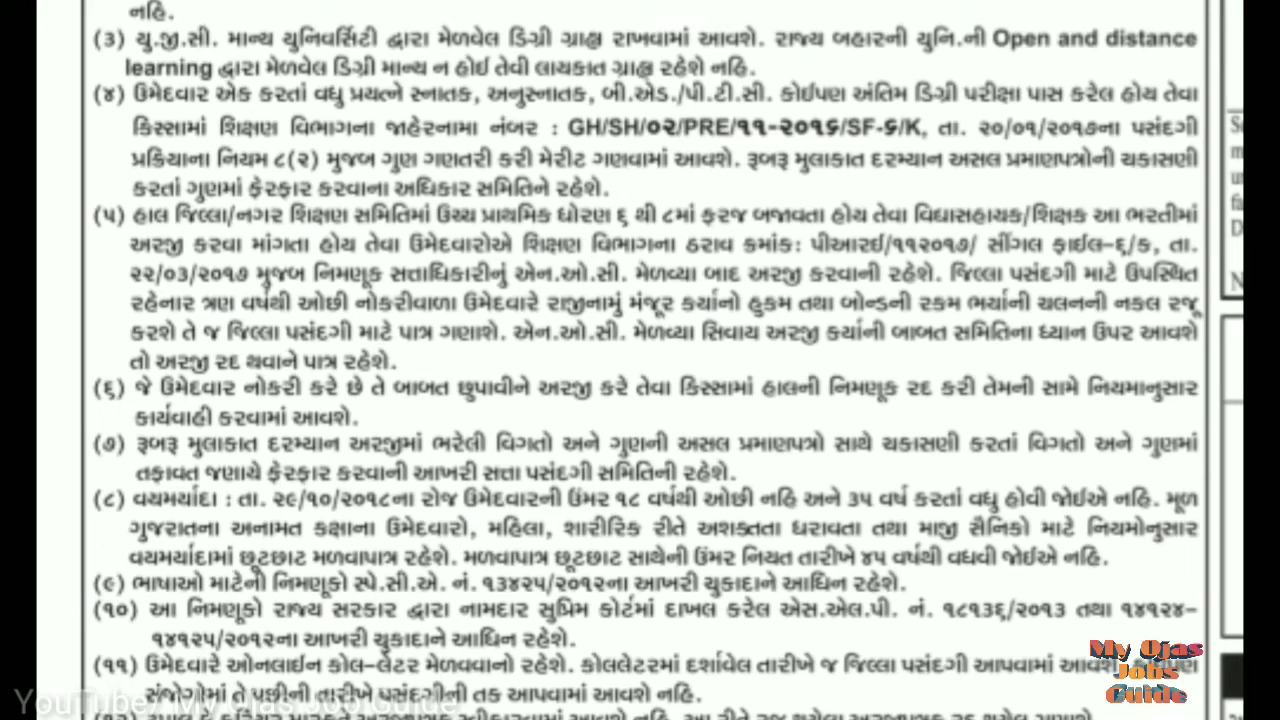 નહિ.
(૩) યુ.જી.સી. માન્ય યુનિવર્સિટી દ્વારા મેળવેલ ડિગ્રી ગ્રાહ્ય રાખવામાં આવશે. રાજ્ય બહારની યુનિ.ની Open and distance
learning દ્વારા મેળવેલ ડિગ્રી માન્ય ન હોઈ તેવી લાયકાત ગ્રાહ્ય રહેશે નહિ.
(૪) ઉમેદવાર એક કરતાં વધુ પ્રયત્ને સ્નાતક, અનુસ્નાતક, બી.એડ./પી.ટી.સી. કોઈપણ અંતિમ ડિગ્રી પરીક્ષા પાસ કરેલ હોય તેવા
કિસ્સામાં શિક્ષણ વિભાગના જાહેરનામા નંબર : GH/SH/૦૨/PRE/૧૧-૨૦૧૬/SF-૬/K, તા. ૨૦/૦૧/૨૦૧૭ના પસંદગી
પ્રક્રિયાના નિયમ ૮(૨) મુજબ ગુણ ગણતરી કરી મેરીટ ગણવામાં આવશે. રૂબરૂ મુલાકાત દરમ્યાન અસલ પ્રમાણપત્રોની ચકાસણી
કરતાં ગુણમાં ફેરફાર કરવાના અધિકાર સમિતિને રહેશે.
(૫) હાલ જિલ્લા/નગર શિક્ષણ સમિતિમાં ઉચ્ચ પ્રાથમિક ધોરણ ૬ થી ૮માં ફરજ બજાવતા હોય તેવા વિદ્યાસહાયક/શિક્ષક આ ભરતીમાં
અરજી કરવા માંગતા હોય તેવા ઉમેદવારોએ શિક્ષણ વિભાગના ઠરાવ ક્રમાંક: પીઆરઈ/૧૧૨૦૧૭/ સીંગલ ફાઈલ-૬/ક, તા.
૨૨/૦૩/૨૦૧૭ મુજબ નિમણૂક સત્તાધિકારીનું એન.ઓ.સી. મેળવ્યા બાદ અરજી કરવાની રહેશે. જિલ્લા પસંદગી માટે ઉપસ્થિત
રહેનાર ત્રણ વર્ષથી ઓછી નોકરીવાળા ઉમેદવારે રાજીનામું મંજૂર કર્યાનો હુકમ તથા બોન્ડની રકમ ભર્યાની ચલનની નકલ રજૂ
કરશે તે જ જિલ્લા પસંદગી માટે પાત્ર ગણાશે. એન.ઓ.સી. મેળવ્યા સિવાય અરજી કર્યાની બાબત સમિતિના ધ્યાન ઉપર આવશે
તો અરજી રદ થવાને પાત્ર રહેશે.
(૬) જે ઉમેદવાર નોકરી કરે છે તે બાબત છુપાવીને અરજી કરે તેવા કિસ્સામાં હાલની નિમણૂક રદ કરી તેમની સામે નિયમાનુસાર
કાર્યવાહી કરવામાં આવશે.
(૭) રૂબરૂ મુલાકાત દરમ્યાન અરજીમાં ભરેલી વિગતો અને ગુણની અસલ પ્રમાણપત્રો સાથે ચકાસણી કરતાં વિગતો અને ગુણમાં
તફાવત જણાયે ફેરફાર કરવાની આખરી સત્તા પસંદગી સમિતિની રહેશે.
(૮) વયમર્યાદા : તા. ૨૯/૧૦/૨૦૧૮ના રોજ ઉમેદવારની ઉંમર ૧૮ વર્ષથી ઓછી નહિ અને ૩૫ વર્ષ કરતાં વધુ હોવી જોઈએ નહિ. મૂળ
ગુજરાતના અનામત કક્ષાના ઉમેદવારો, મહિલા, શારીરિક રીતે અશક્તતા ધરાવતા તથા માજી સૈનિકો માટે નિયમોનુસાર
વયમર્યાદામાં છૂટછાટ મળવાપાત્ર રહેશે. મળવાપાત્ર છૂટછાટ સાથેની ઉંમર નિયત તારીખે ૪૫ વર્ષથી વધવી જોઈએ નહિ.
(૯) ભાષાઓ માટેની નિમણૂકો સ્પે.સી.એ. નં. ૧૩૪૨૫/૨૦૧૨ના આખરી ચુકાદાને આધિન રહેશે.
(૧૦) આ નિમણૂકો રાજ્ય સરકાર દ્વારા નામદાર સુપ્રિમ કોર્ટમાં દાખલ કરેલ એસ.એલ.પી. નં. ૧૮૧૩૬/૨૦૧૩ તથા ૧૪૧૨૪-
૧૪૧૨૫/૨૦૧૨ના આખરી ચુકાદાને આધિન રહેશે.
(૧૧) ઉમેદવારે ઓનલાઈન કોલ-લેટર મેળવવાનો રહેશે. કોલલેટરમાં દર્શાવેલ તારીખે જ જિલ્લા પસંદગી આપવામાં આવશે.
સંજોગોમાં તે પછીની તારીખે પસંદગીની તક આપવામાં આવશે નહિ.
My Ojas
Jobs
Guide
YouTube/ My Ojas Job Guide